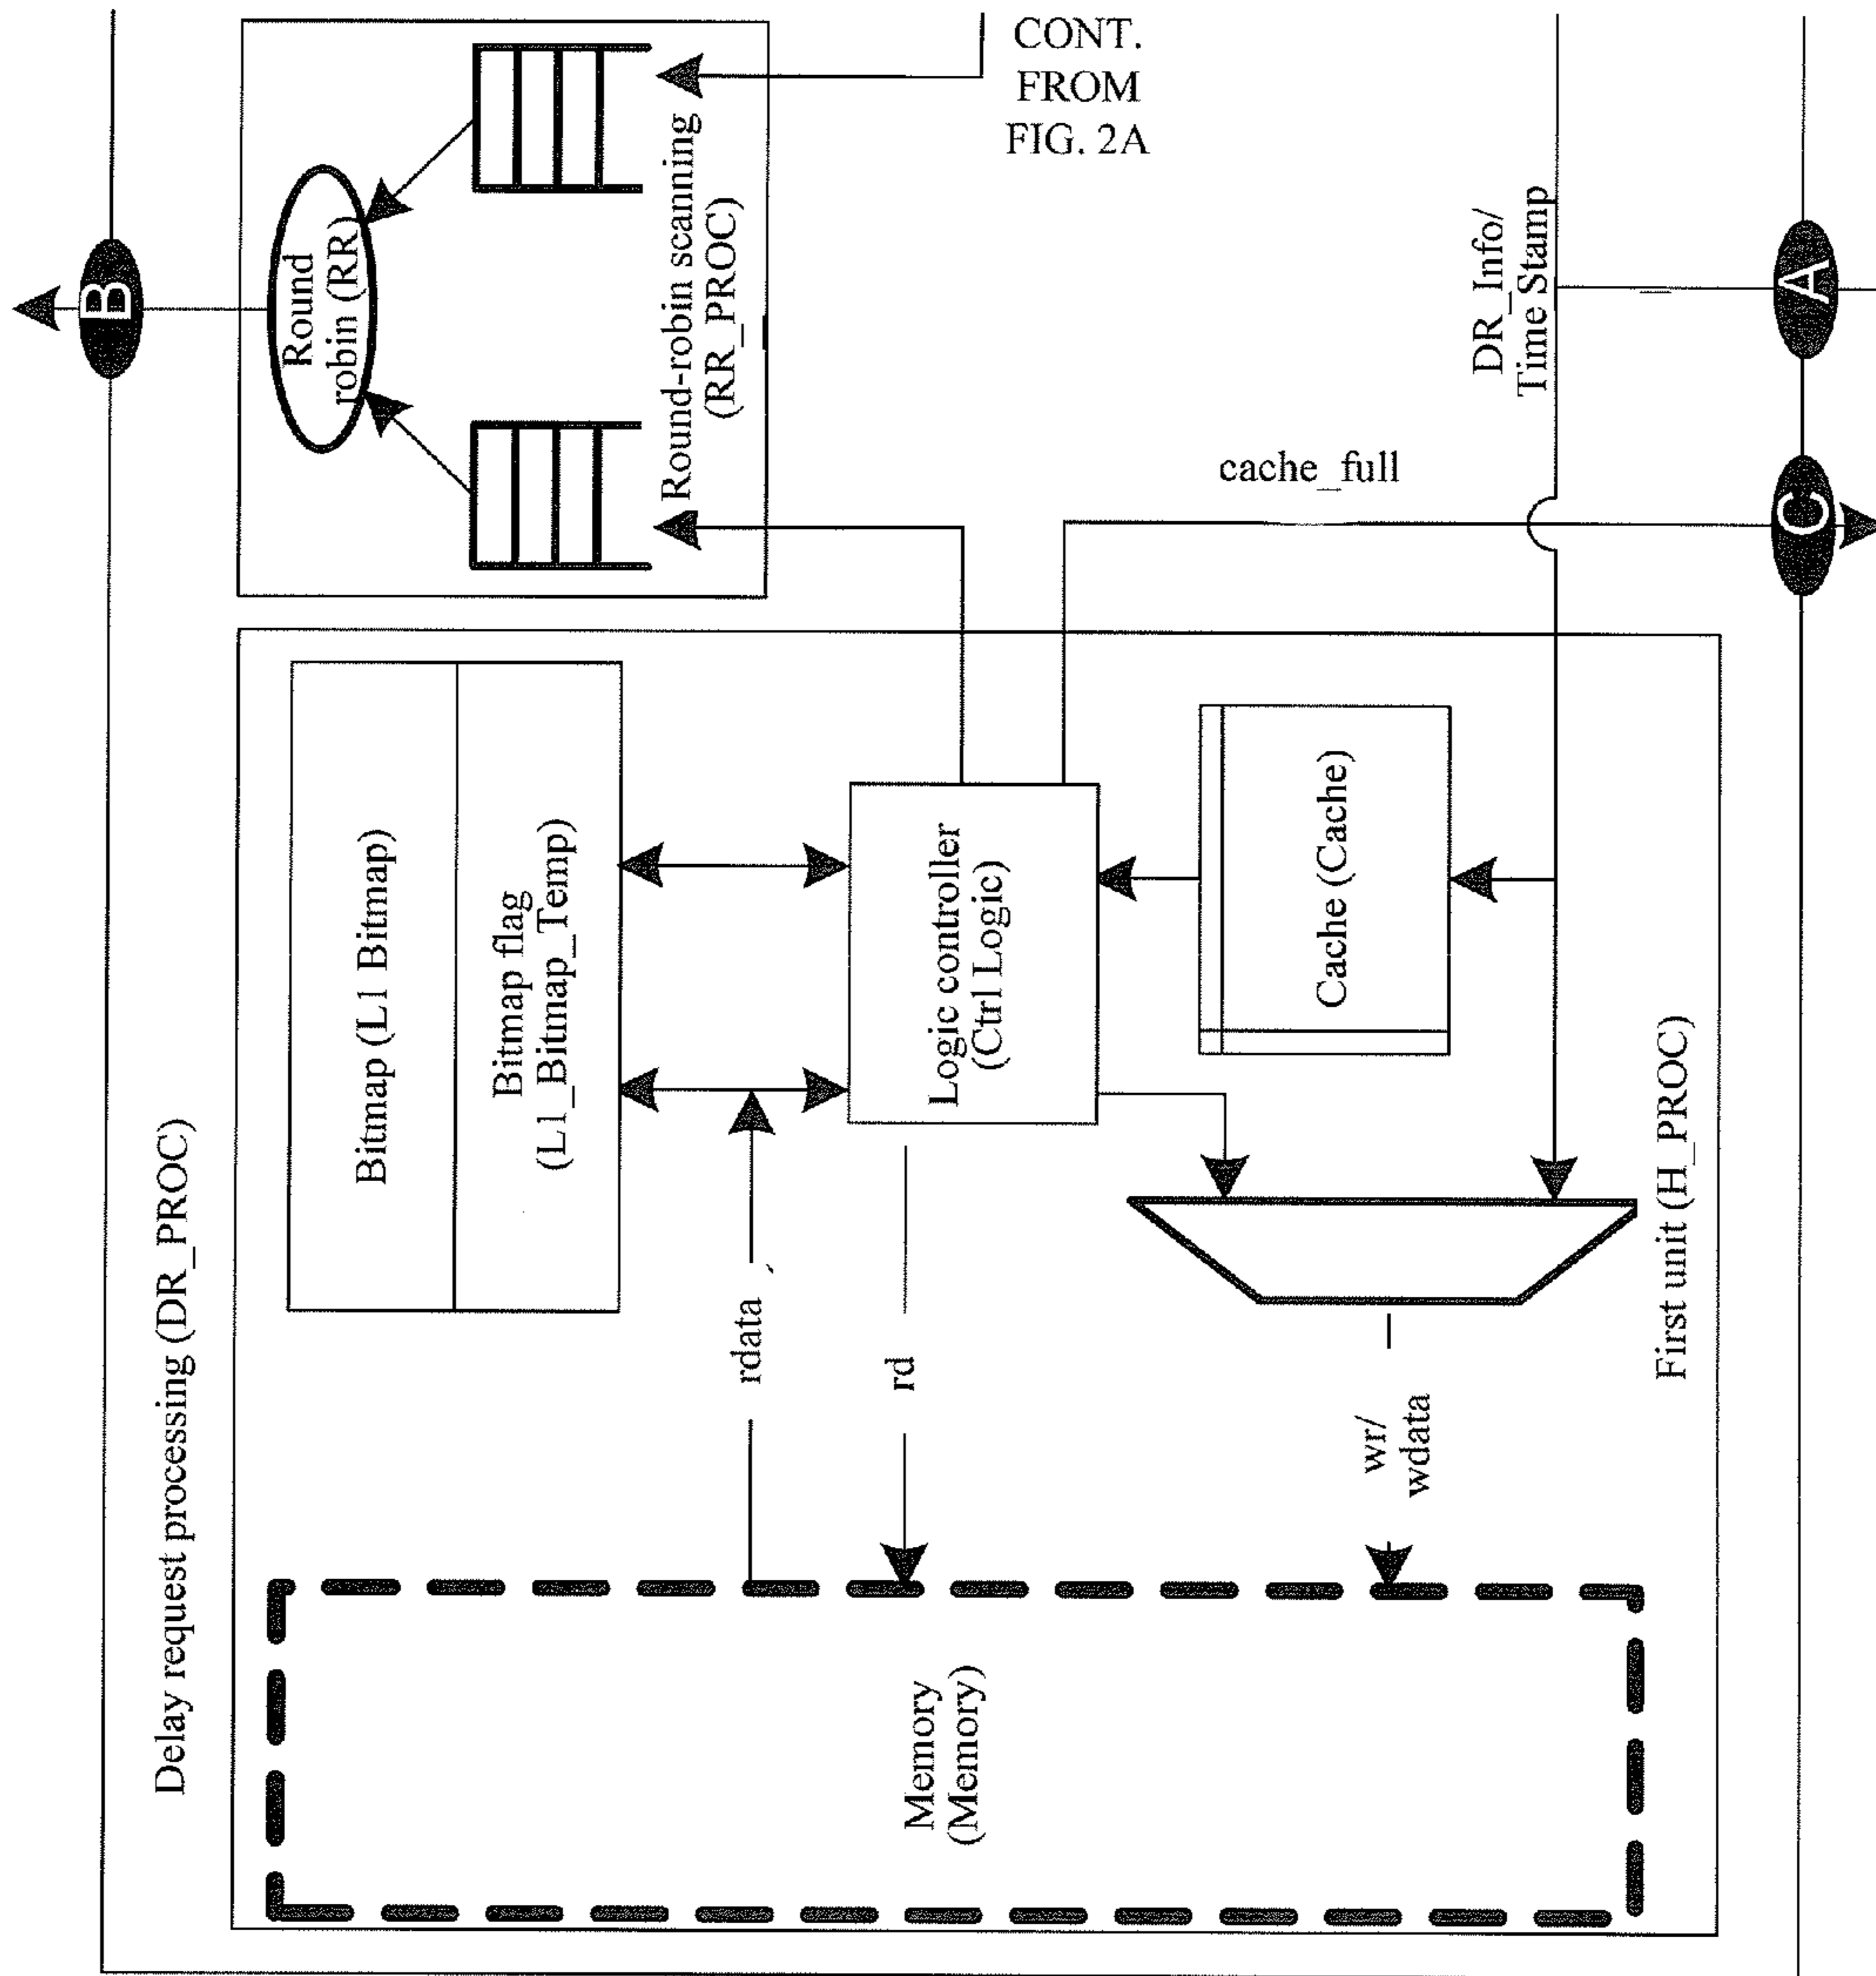 Delay request processing (DR_PROC)
B
Round
robin (RR)
Round-robin scanning
(RR_PROC)
CONT.
FROM
FIG. 2A
Bitmap (L1 Bitmap)
Bitmap flag
(L1_Bitmap_Temp)
rdata
rd
Logic controller
(Ctrl Logic)
cache_full
Cache (Cache)
DR_Info/
Time Stamp
Memory
(Memory)
wr/
wdata
First unit (H_PROC)
C
A